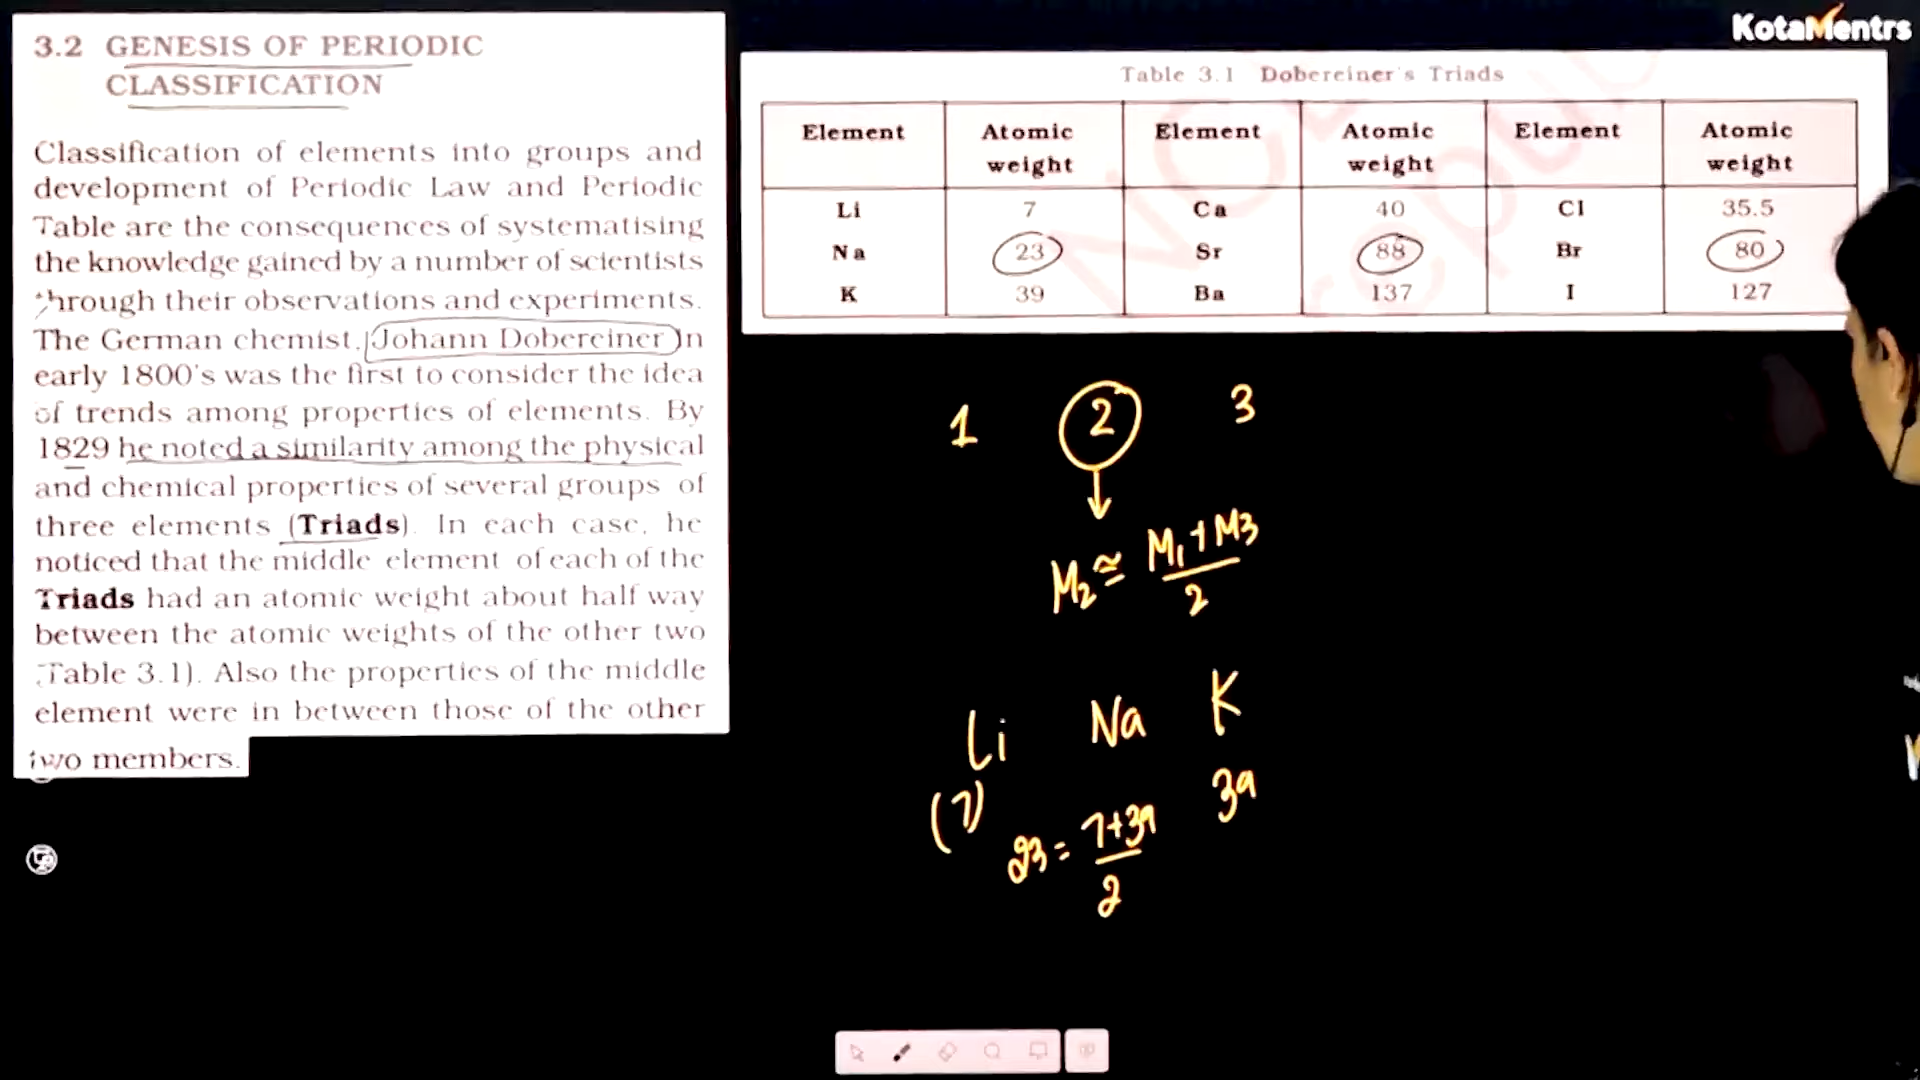 3.2 GENESIS OF PERIODIC
CLASSIFICATION
Classification of elements into groups and
development of Periodic Law and Periodic
Table are the consequences of systematising
the knowledge gained by a number of scientists
through their observations and experiments.
The German chemist, Johann Dobereiner in
early 1800's was the first to consider the idea
of trends among properties of elements. By
1829 he noted a similarity among the physical
and chemical properties of several groups of
three elements (Triads). In each case, he
noticed that the middle element of each of the
Triads had an atomic weight about half way
between the atomic weights of the other two
Table 3.1). Also the properties of the middle
element were in between those of the other
two members.
KotaMentrs
Table 3.1 Dobereiner's Triads
Element Atomic weight Element Atomic weight Element Atomic weight
Li 7 Ca 40 Cl 35.5
Na 23 Sr 88 Br 80
K 39 Ba 137 I 127
1 2 3
M₂ ≅ M₁ + M3 / 2
Li Na K
(7) 23 = 7+39 / 2 39